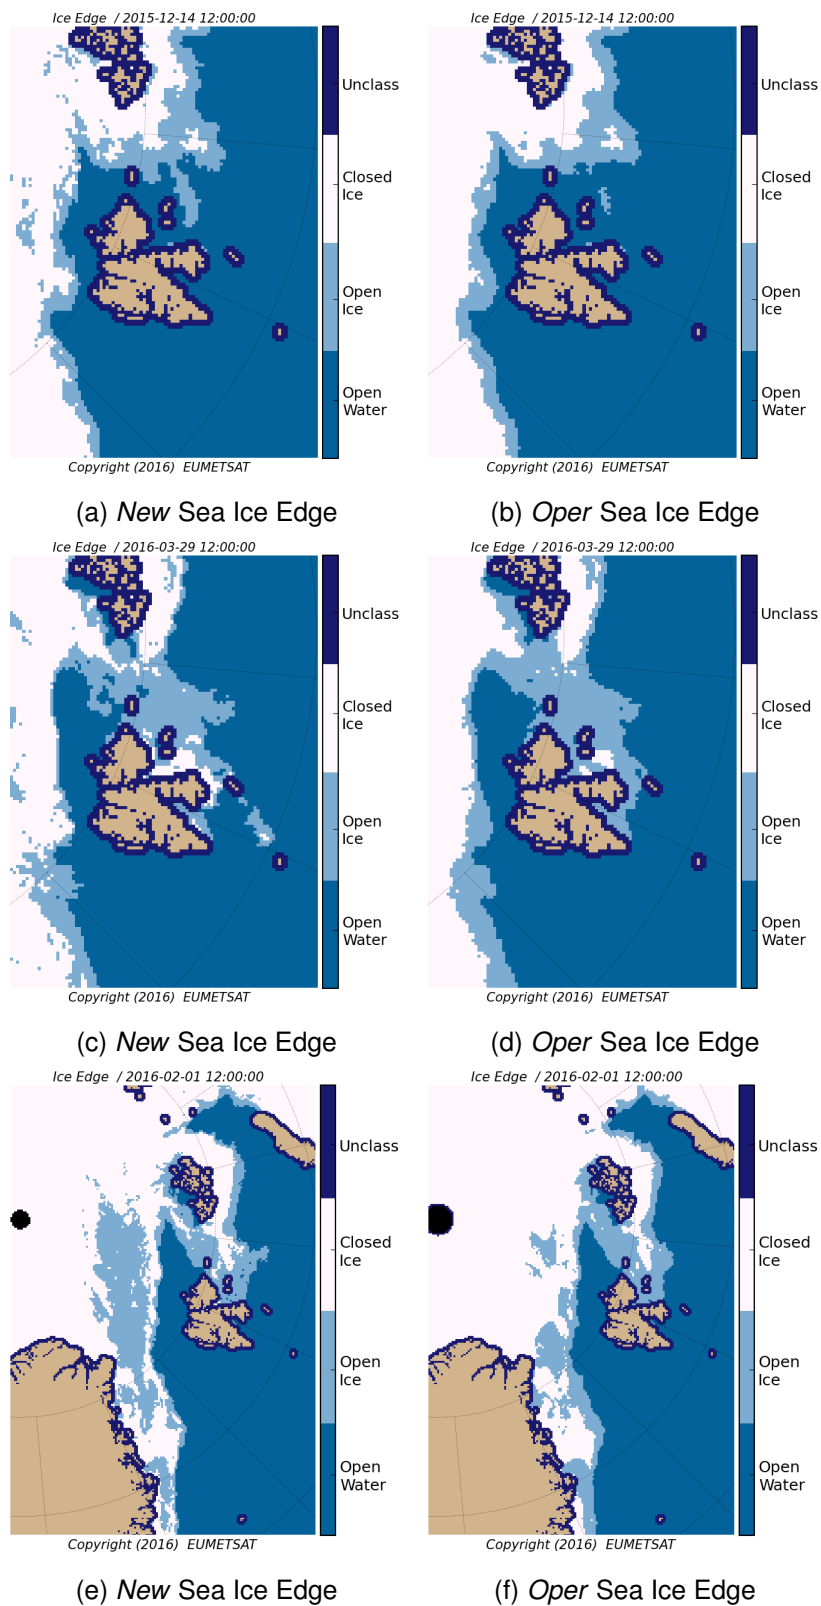 Ice Edge / 2015-12-14 12:00:00
Unclass
Closed
Ice
Open
Ice
Open
Water
Copyright (2016) EUMETSAT
(a) New Sea Ice Edge
Ice Edge / 2015-12-14 12:00:00
Unclass
Closed
Ice
Open
Ice
Open
Water
Copyright (2016) EUMETSAT
(b) Oper Sea Ice Edge
Ice Edge / 2016-03-29 12:00:00
Unclass
Closed
Ice
Open
Ice
Open
Water
Copyright (2016) EUMETSAT
(c) New Sea Ice Edge
Ice Edge / 2016-03-29 12:00:00
Unclass
Closed
Ice
Open
Ice
Open
Water
Copyright (2016) EUMETSAT
(d) Oper Sea Ice Edge
Ice Edge / 2016-02-01 12:00:00
Unclass
Closed
Ice
Open
Ice
Open
Water
Copyright (2016) EUMETSAT
(e) New Sea Ice Edge
Ice Edge / 2016-02-01 12:00:00
Unclass
Closed
Ice
Open
Ice
Open
Water
Copyright (2016) EUMETSAT
(f) Oper Sea Ice Edge